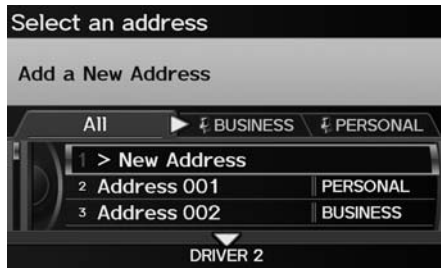 Select an address
Add a New Address
All BUSINESS PERSONAL
1 > New Address
2 Address 001 PERSONAL
3 Address 002 BUSINESS
DRIVER 2